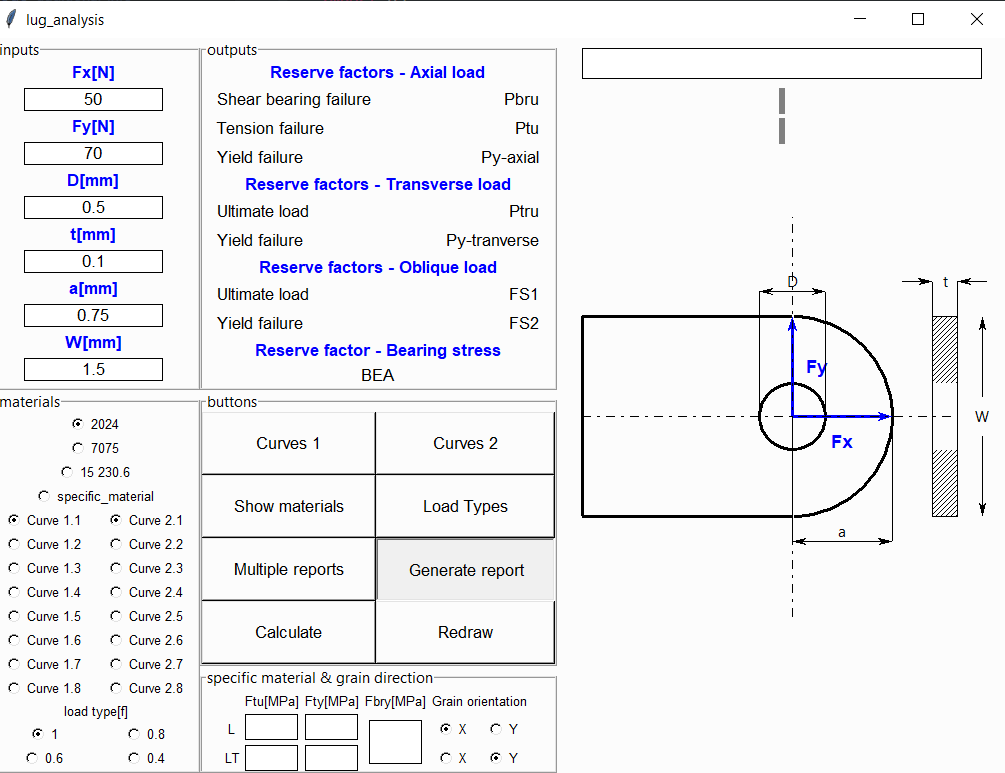 lug_analysis
inputs
Fx[N]
50
Fy[N]
70
D[mm]
0.5
t[mm]
0.1
a[mm]
0.75
W[mm]
1.5
outputs
Reserve factors - Axial load
Shear bearing failure Pbru
Tension failure Ptu
Yield failure Py-axial
Reserve factors - Transverse load
Ultimate load Ptru
Yield failure Py-tranverse
Reserve factors - Oblique load
Ultimate load FS1
Yield failure FS2
Reserve factor - Bearing stress
BEA
materials
2024
7075
15 230.6
specific_material
Curve 1.1 Curve 2.1
Curve 1.2 Curve 2.2
Curve 1.3 Curve 2.3
Curve 1.4 Curve 2.4
Curve 1.5 Curve 2.5
Curve 1.6 Curve 2.6
Curve 1.7 Curve 2.7
Curve 1.8 Curve 2.8
load type[f]
1 0.8
0.6 0.4
buttons
Curves 1 Curves 2
Show materials Load Types
Multiple reports Generate report
Calculate Redraw
specific material & grain direction
Ftu[MPa] Fty[MPa] Fbry[MPa] Grain orientation
L X Y
LT X Y
D
t
Fy
W
Fx
a